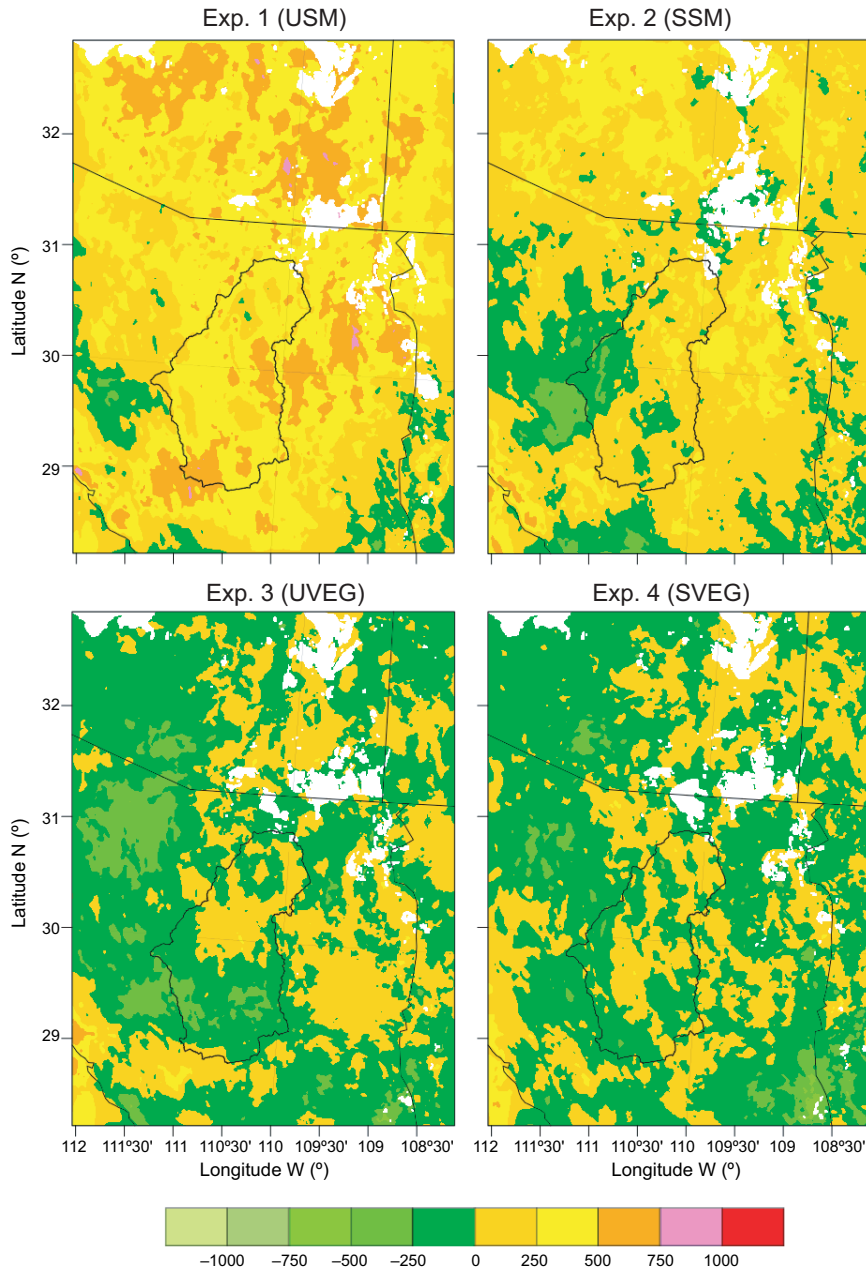 Exp. 1 (USM) Exp. 2 (SSM)
32
31
30
29
Latitude N (º)
Exp. 3 (UVEG) Exp. 4 (SVEG)
32
31
30
29
Latitude N (º)
112 111º30' 111 110º30' 110 109º30' 109 108º30' 112 111º30' 111 110º30' 110 109º30' 109 108º30'
Longitude W (º) Longitude W (º)
–1000 –750 –500 –250 0 250 500 750 1000